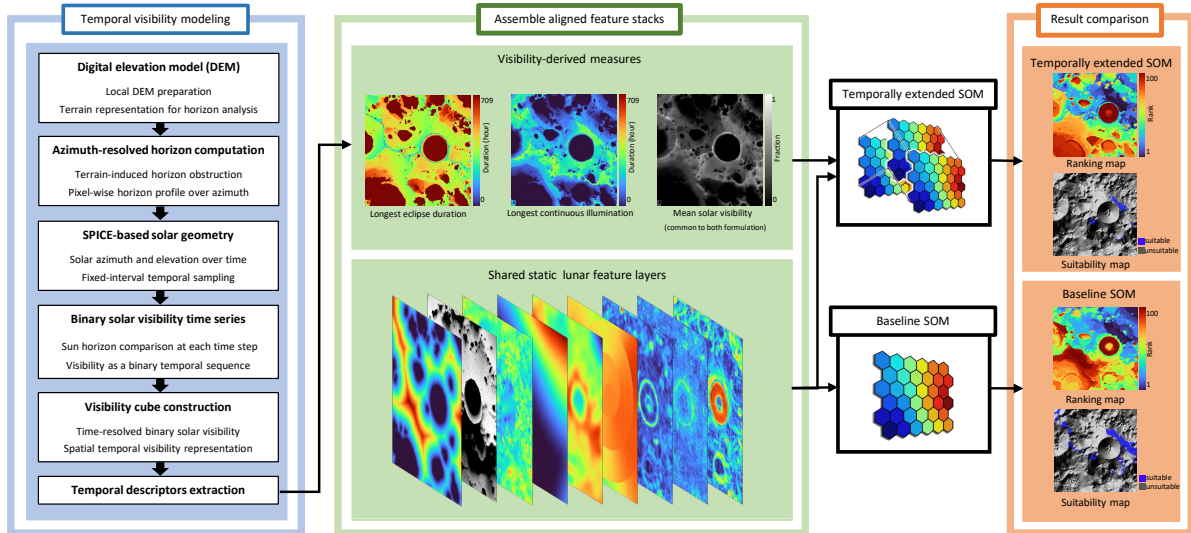 Temporal visibility modeling
Digital elevation model (DEM)
Local DEM preparation
Terrain representation for horizon analysis
Azimuth-resolved horizon computation
Terrain-induced horizon obstruction
Pixel-wise horizon profile over azimuth
SPICE-based solar geometry
Solar azimuth and elevation over time
Fixed-interval temporal sampling
Binary solar visibility time series
Sun horizon comparison at each time step
Visibility as a binary temporal sequence
Visibility cube construction
Time-resolved binary solar visibility
Spatial temporal visibility representation
Temporal descriptors extraction
Assemble aligned feature stacks
Visibility-derived measures
709
Duration (hour)
0
Longest eclipse duration
709
Duration (hour)
0
Longest continuous illumination
1
Fraction
0
Mean solar visibility
(common to both formulation)
Shared static lunar feature layers
Temporally extended SOM
Baseline SOM
Result comparison
Temporally extended SOM
100
Rank
1
Ranking map
suitable
unsuitable
Suitability map
Baseline SOM
100
Rank
1
Ranking map
suitable
unsuitable
Suitability map